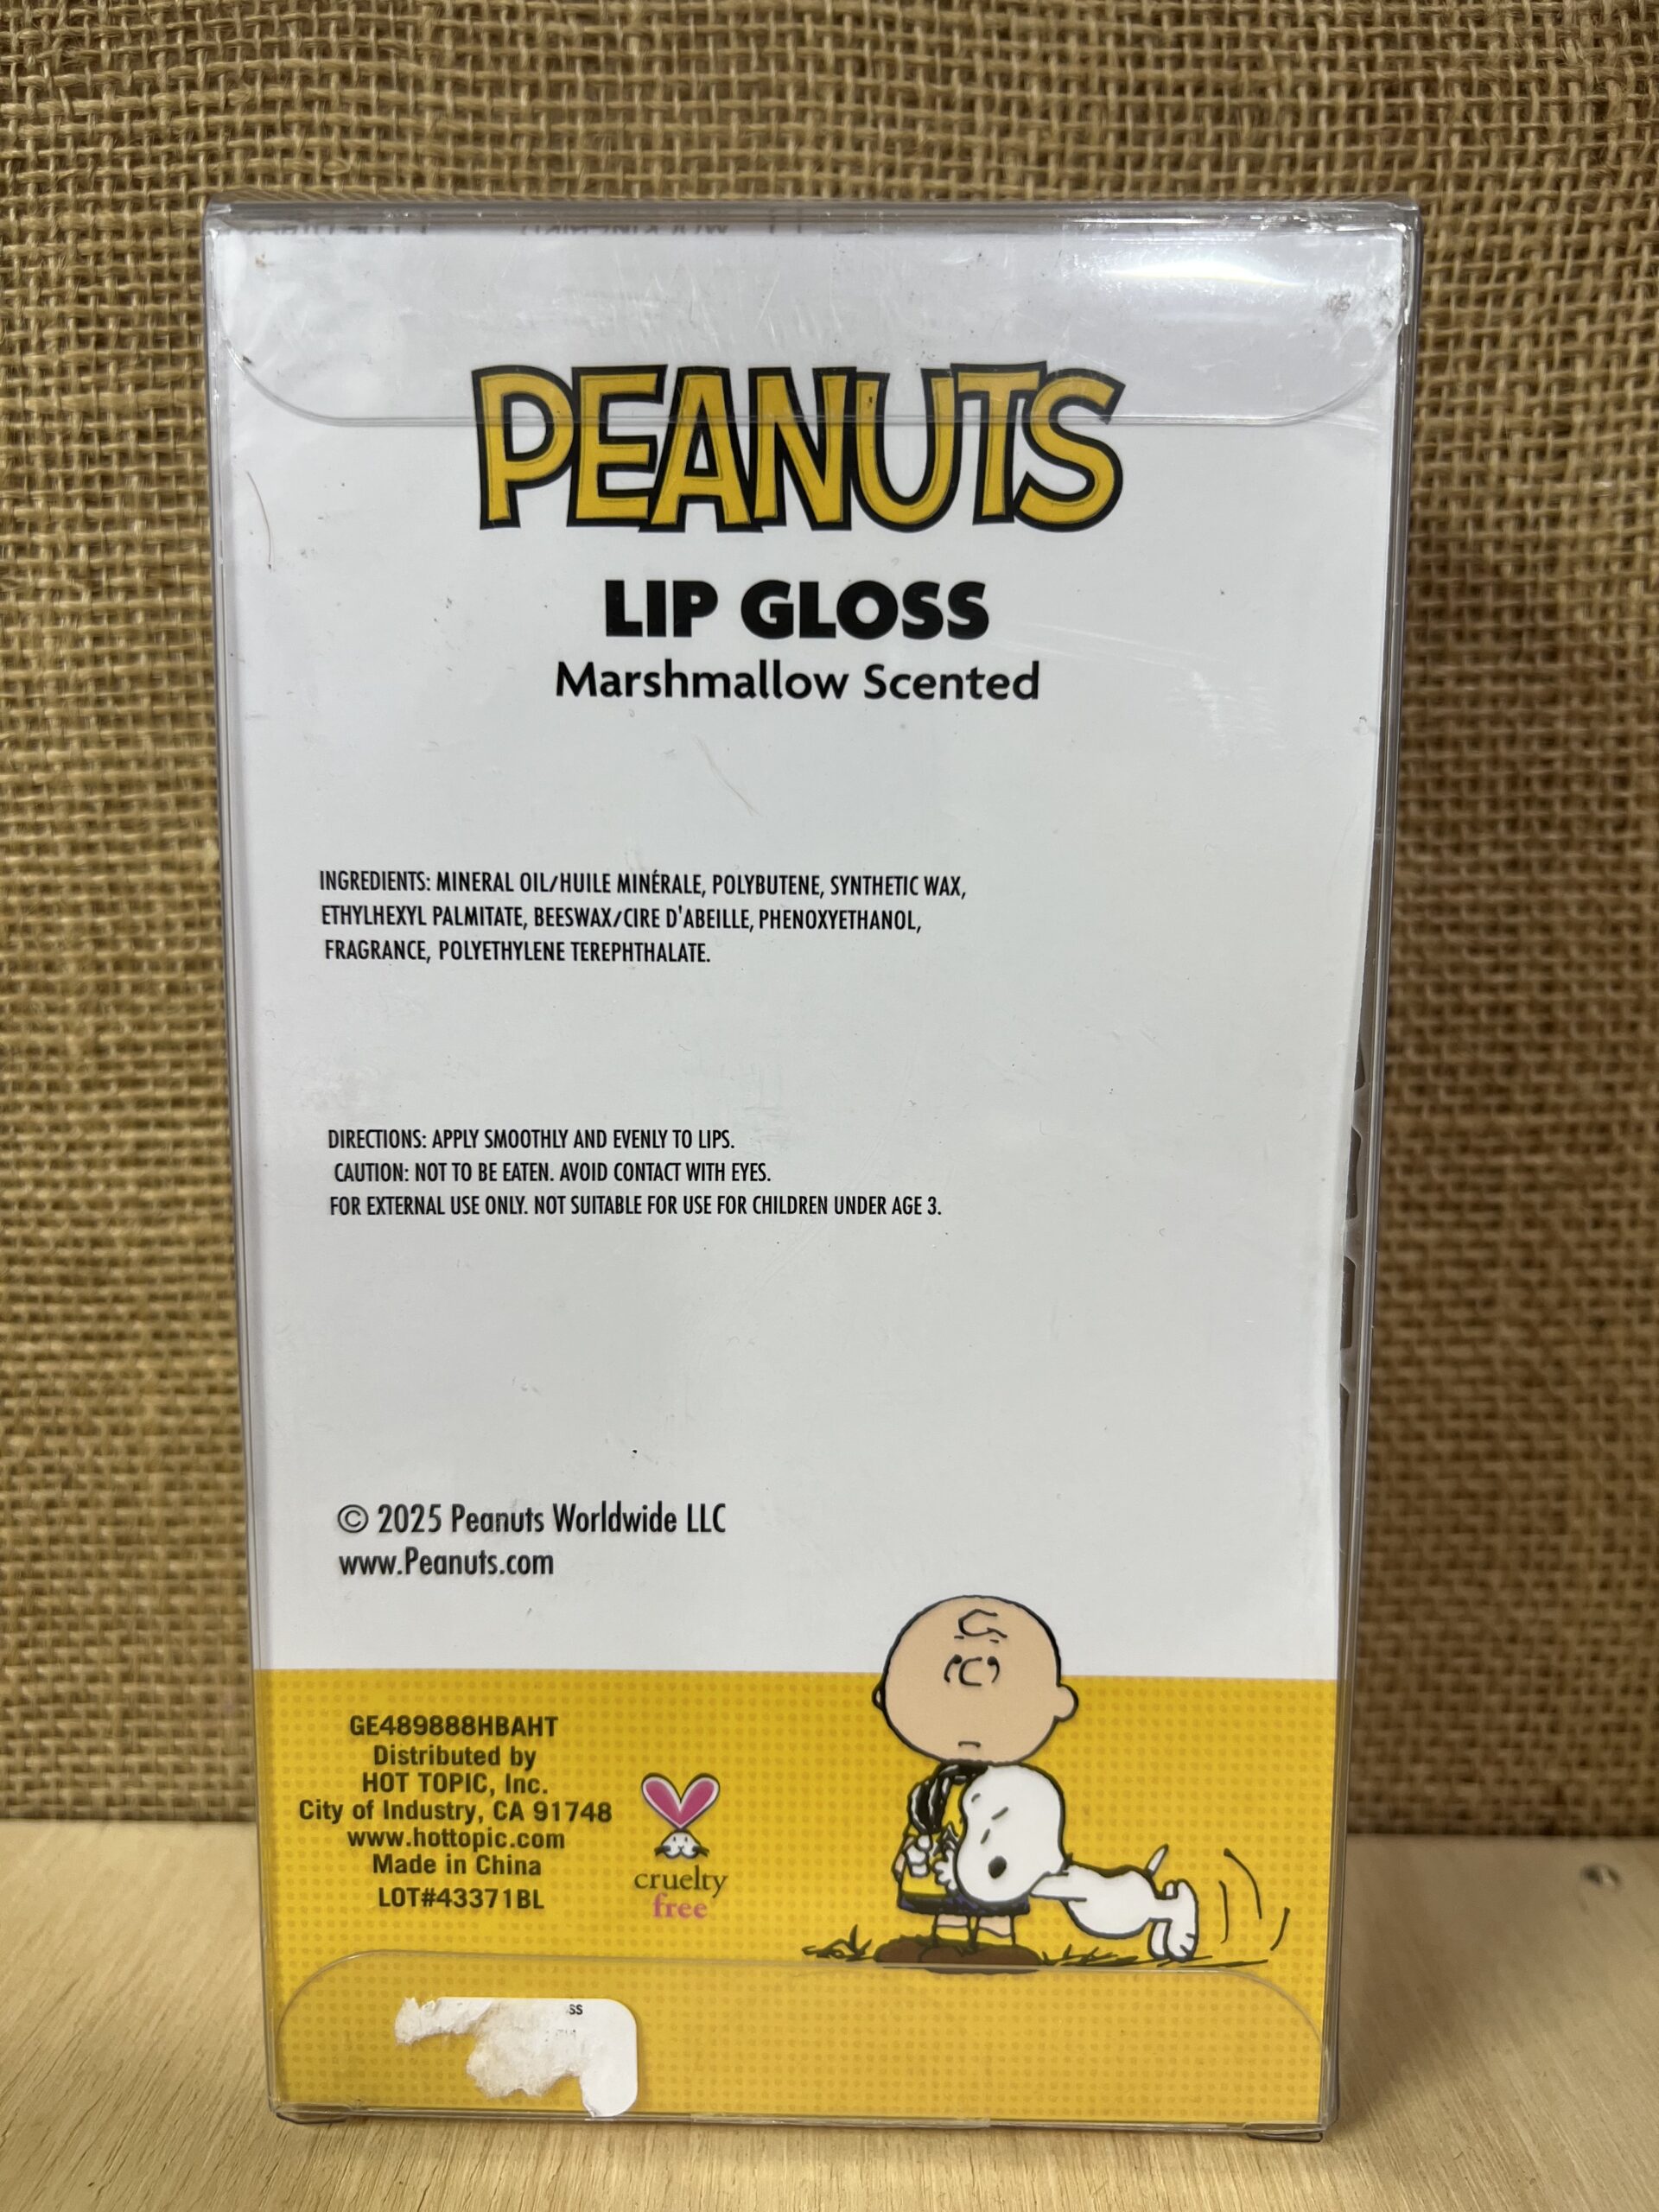 PEANUTS
LIP GLOSS
Marshmallow Scented
INGREDIENTS: MINERAL OIL/HUILE MINÉRALE, POLYBUTENE, SYNTHETIC WAX,
ETHYLHEXYL PALMITATE, BEESWAX/CIRE D'ABEILLE, PHENOXYETHANOL,
FRAGRANCE, POLYETHYLENE TEREPHTHALATE.
DIRECTIONS: APPLY SMOOTHLY AND EVENLY TO LIPS.
CAUTION: NOT TO BE EATEN. AVOID CONTACT WITH EYES.
FOR EXTERNAL USE ONLY. NOT SUITABLE FOR USE FOR CHILDREN UNDER AGE 3.
© 2025 Peanuts Worldwide LLC
www.Peanuts.com
GE489888HBAHT
Distributed by
HOT TOPIC, Inc.
City of Industry, CA 91748
www.hottopic.com
Made in China
LOT#43371BL
cruelty
free
SS